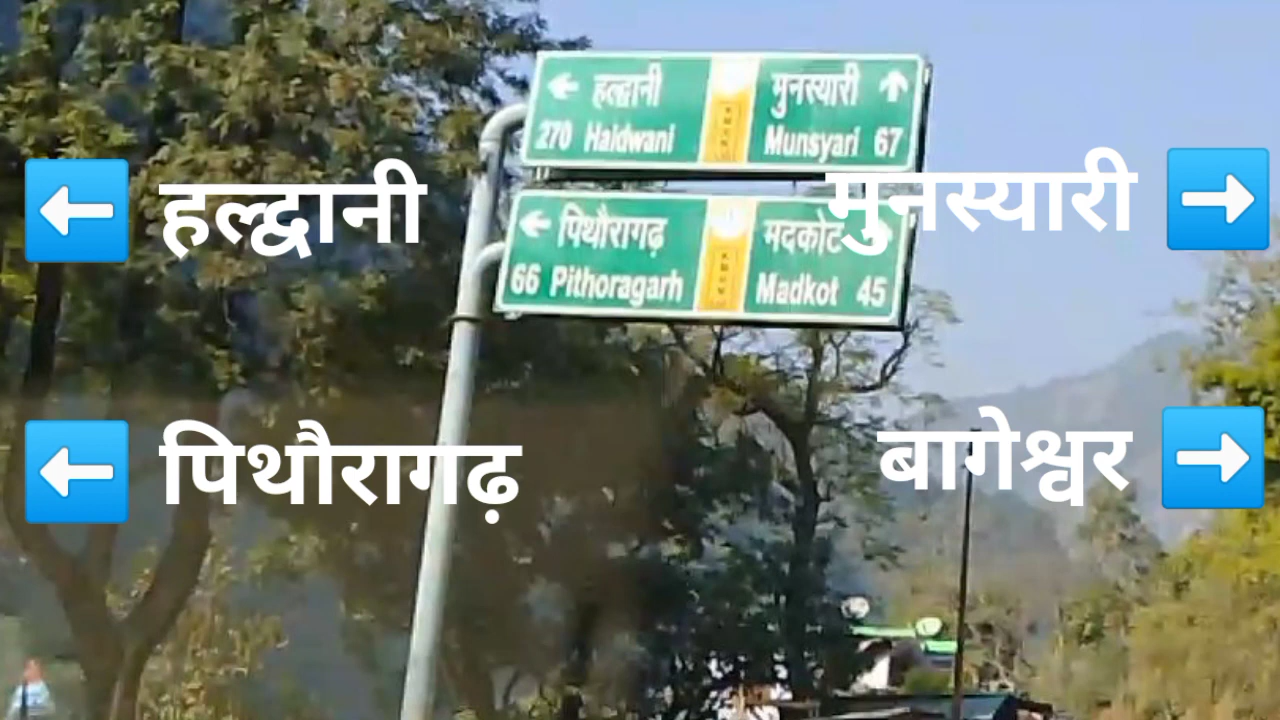 ← हल्द्वानी
270 Haldwani
मुनस्यारी ↑
Munsyari 67
← पिथौरागढ़
66 Pithoragarh
मदकोट
Madkot 45
⬅️ हल्द्वानी
मुनस्यारी ➡️
⬅️ पिथौरागढ़
बागेश्वर ➡️